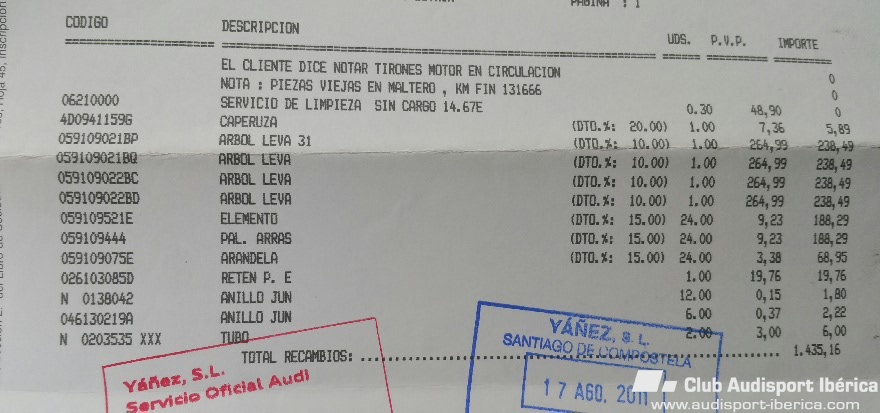 PAGINA : 1
CODIGO DESCRIPCION UDS. P.V.P. IMPORTE
EL CLIENTE DICE NOTAR TIRONES MOTOR EN CIRCULACION 0
NOTA : PIEZAS VIEJAS EN MALTERO , KM FIN 131666 0
06210000 SERVICIO DE LIMPIEZA SIN CARGO 14.67E 0.30 48,90 0
4D0941159G CAPERUZA (DTO.%: 20.00) 1.00 7,36 5,89
059109021BP ARBOL LEVA 31 (DTO.%: 10.00) 1.00 264,99 238,49
059109021BQ ARBOL LEVA (DTO.%: 10.00) 1.00 264,99 238,49
059109022BC ARBOL LEVA (DTO.%: 10.00) 1.00 264,99 238,49
059109022BD ARBOL LEVA (DTO.%: 10.00) 1.00 264,99 238,49
059109521E ELEMENTO (DTO.%: 15.00) 24.00 9,23 188,29
059109444 PAL. ARRAS (DTO.%: 15.00) 24.00 9,23 188,29
059109075E ARANDELA (DTO.%: 15.00) 24.00 3,38 68,95
026103085D RETEN P. E 1.00 19,76 19,76
N 0138042 ANILLO JUN 12.00 0,15 1,80
046130219A ANILLO JUN 6.00 0,37 2,22
N 0203535 XXX TUBO 2.00 3,00 6,00
TOTAL RECAMBIOS: 1.435,16
Yáñez, S.L.
Servicio Oficial Audi
YÁÑEZ, S. L.
SANTIAGO DE COMPOSTELA
17 AGO. 2011
Club Audisport Ibérica
www.audisport-iberica.com